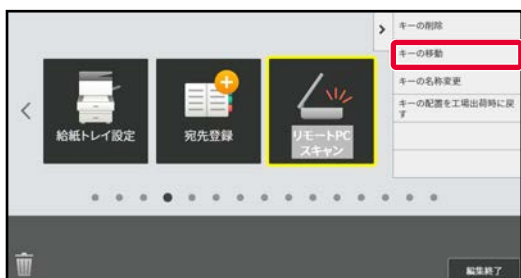 キーの削除
キーの移動
キーの名称変更
キーの配置を工場出荷時に戻
す
給紙トレイ設定
宛先登録
リモートPC
スキャン
編集終了